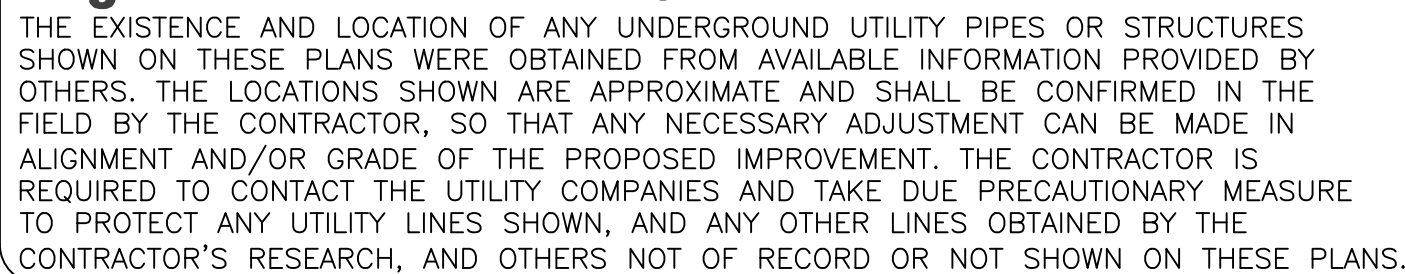 THE EXISTENCE AND LOCATION OF ANY UNDERGROUND UTILITY PIPES OR STRUCTURES
SHOWN ON THESE PLANS WERE OBTAINED FROM AVAILABLE INFORMATION PROVIDED BY
OTHERS. THE LOCATIONS SHOWN ARE APPROXIMATE AND SHALL BE CONFIRMED IN THE
FIELD BY THE CONTRACTOR, SO THAT ANY NECESSARY ADJUSTMENT CAN BE MADE IN
ALIGNMENT AND/OR GRADE OF THE PROPOSED IMPROVEMENT. THE CONTRACTOR IS
REQUIRED TO CONTACT THE UTILITY COMPANIES AND TAKE DUE PRECAUTIONARY MEASURE
TO PROTECT ANY UTILITY LINES SHOWN, AND ANY OTHER LINES OBTAINED BY THE
CONTRACTOR'S RESEARCH, AND OTHERS NOT OF RECORD OR NOT SHOWN ON THESE PLANS.